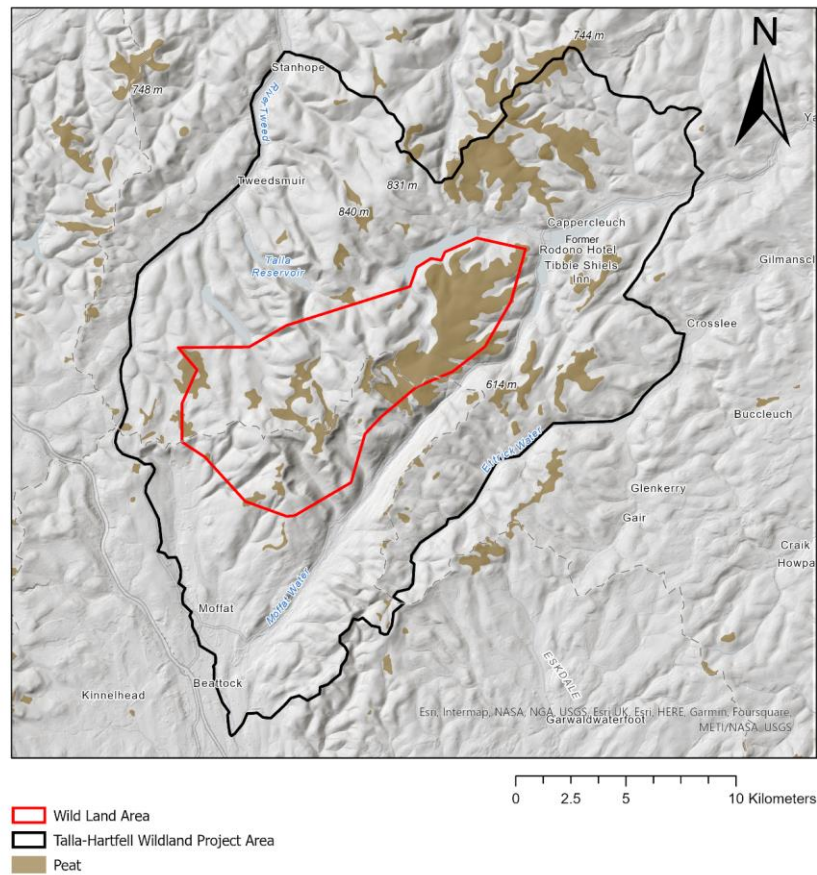 744 m
N
Stanhope
748 m
River Tweed
Tweedsmuir
831 m
840 m
Cappercleuch
Former
Rodono Hotel
Tibbie Shiels
Inn
Talla
Reservoir
Gilmanscl
Crosslee
614 m
Buccleuch
Ettrick Water
Glenkerry
Gair
Craik
Howpa
Moffat Water
Moffat
ESKDALE
Beattock
Kinnelhead
Garwaldwaterfoot
Esri, Intermap, NASA, NGA, USGS, Esri UK, Esri, HERE, Garmin, Foursquare,
METI/NASA, USGS
0 2.5 5 10 Kilometers
Wild Land Area
Talla-Hartfell Wildland Project Area
Peat